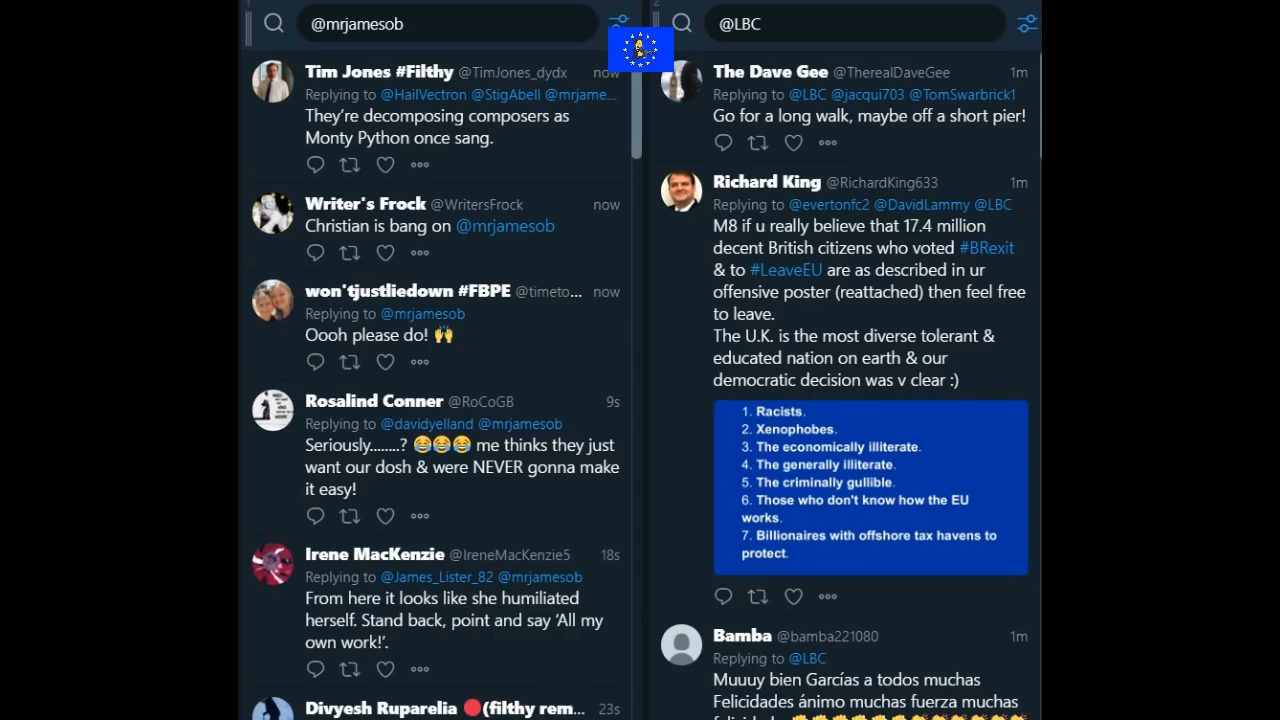 1
@mrjamesob
Tim Jones #Filthy @TimJones_dydx now
Replying to @HailVectron @StigAbell @mrjame...
They're decomposing composers as
Monty Python once sang.
Writer's Frock @WritersFrock now
Christian is bang on @mrjamesob
won'tjustliedown #FBPE @timeto... now
Replying to @mrjamesob
Oooh please do! 🙌
Rosalind Conner @RoCoGB 9s
Replying to @davidyelland @mrjamesob
Seriously........? 😂😂😂 me thinks they just
want our dosh & were NEVER gonna make
it easy!
Irene MacKenzie @IreneMacKenzie5 18s
Replying to @James_Lister_82 @mrjamesob
From here it looks like she humiliated
herself. Stand back, point and say ‘All my
own work!’.
Divyesh Ruparelia 🔴(filthy rem... 23s
2
@LBC
The Dave Gee @TherealDaveGee 1m
Replying to @LBC @jacqui703 @TomSwarbrick1
Go for a long walk, maybe off a short pier!
Richard King @RichardKing633 1m
Replying to @evertonfc2 @DavidLammy @LBC
M8 if u really believe that 17.4 million
decent British citizens who voted #BRexit
& to #LeaveEU are as described in ur
offensive poster (reattached) then feel free
to leave.
The U.K. is the most diverse tolerant &
educated nation on earth & our
democratic decision was v clear :)
1. Racists.
2. Xenophobes.
3. The economically illiterate.
4. The generally illiterate.
5. The criminally gullible.
6. Those who don't know how the EU
works.
7. Billionaires with offshore tax havens to
protect.
Bamba @bamba221080 1m
Replying to @LBC
Muuuy bien Garcías a todos muchas
Felicidades ánimo muchas fuerza muchas